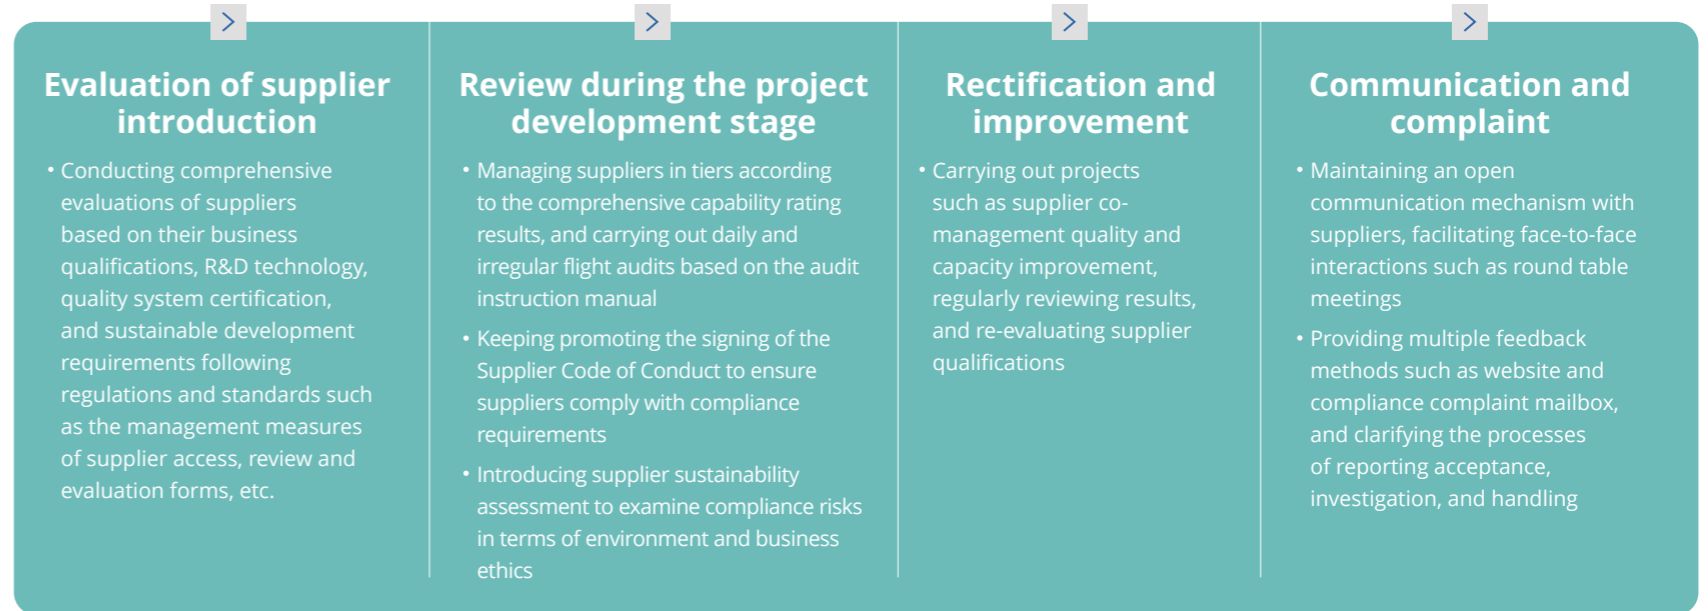 Evaluation of supplier
introduction
• Conducting comprehensive
evaluations of suppliers
based on their business
qualifications, R&D technology,
quality system certification,
and sustainable development
requirements following
regulations and standards such
as the management measures
of supplier access, review and
evaluation forms, etc.
Review during the project
development stage
• Managing suppliers in tiers according
to the comprehensive capability rating
results, and carrying out daily and
irregular flight audits based on the audit
instruction manual
• Keeping promoting the signing of the
Supplier Code of Conduct to ensure
suppliers comply with compliance
requirements
• Introducing supplier sustainability
assessment to examine compliance risks
in terms of environment and business
ethics
Rectification and
improvement
• Carrying out projects
such as supplier co-
management quality and
capacity improvement,
regularly reviewing results,
and re-evaluating supplier
qualifications
Communication and
complaint
• Maintaining an open
communication mechanism with
suppliers, facilitating face-to-face
interactions such as round table
meetings
• Providing multiple feedback
methods such as website and
compliance complaint mailbox,
and clarifying the processes
of reporting acceptance,
investigation, and handling